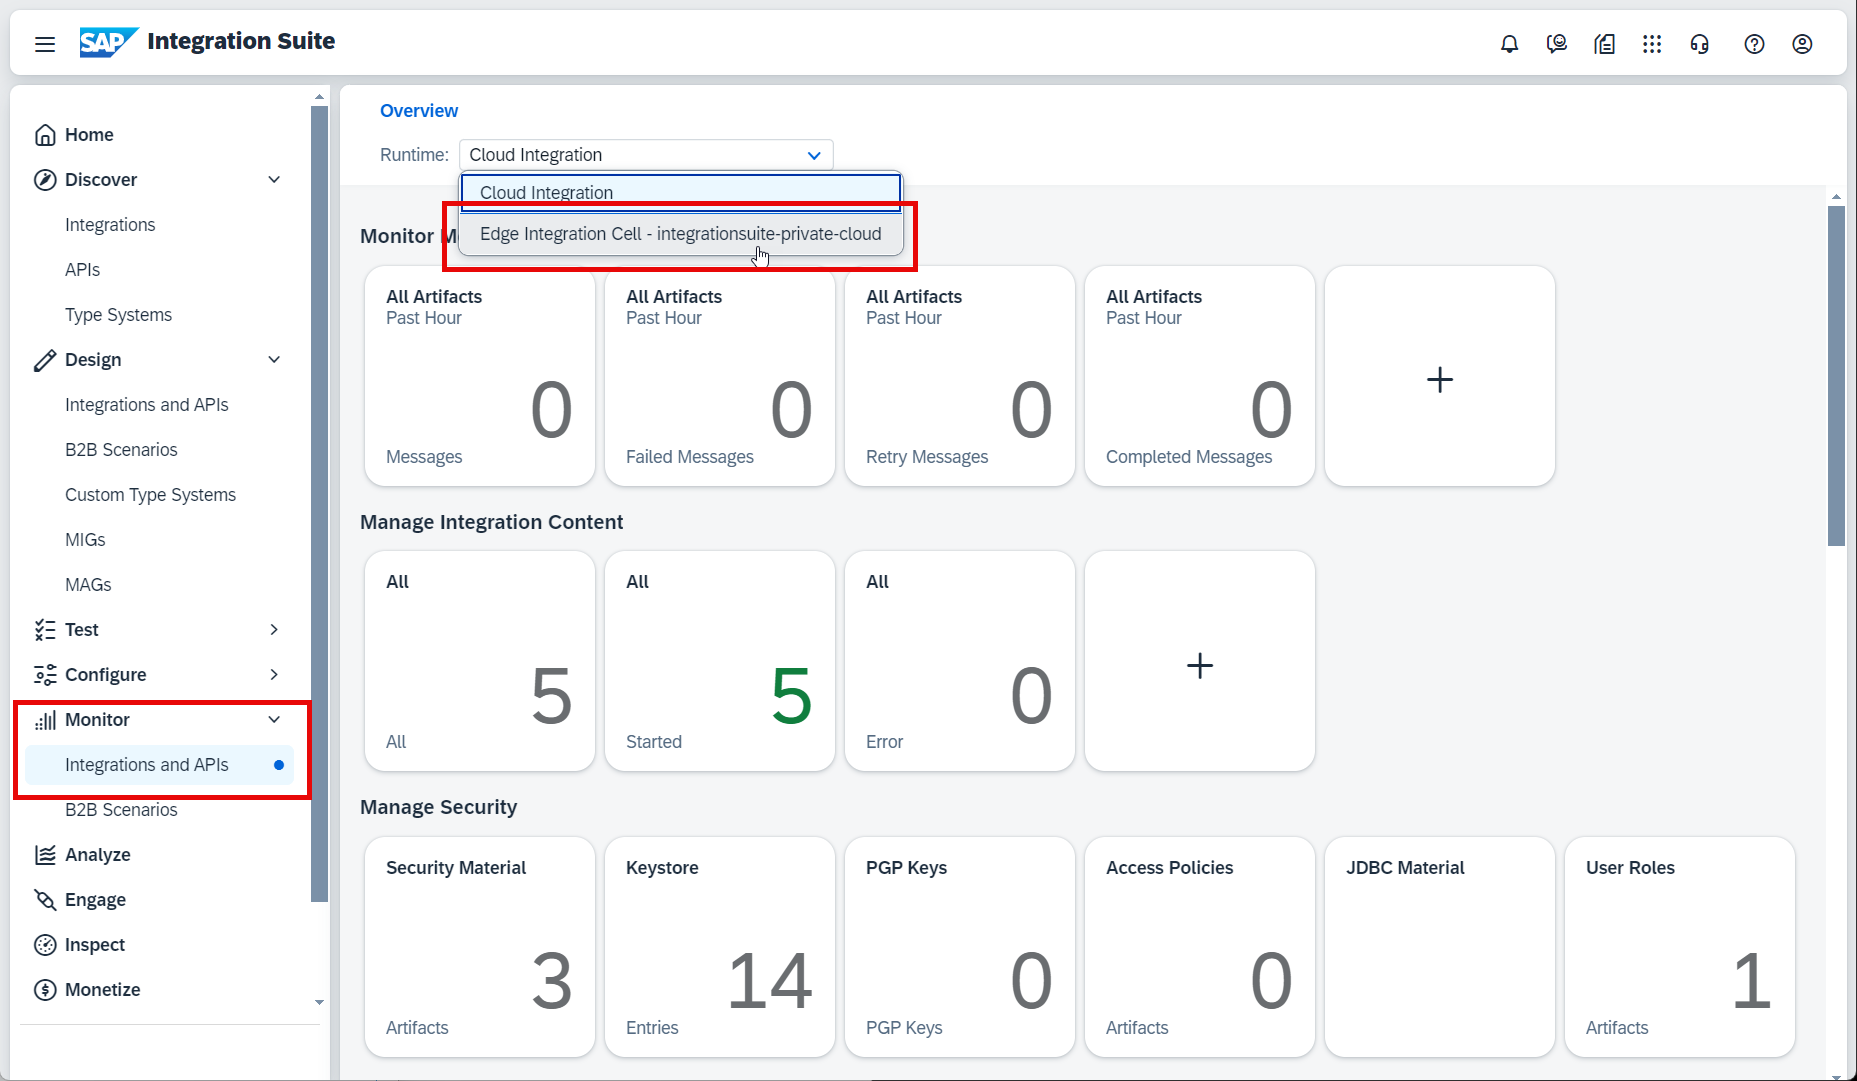 SAP Integration Suite
Home
Discover
Integrations
APIs
Type Systems
Design
Integrations and APIs
B2B Scenarios
Custom Type Systems
MIGs
MAGs
Test
Configure
Monitor
Integrations and APIs
B2B Scenarios
Analyze
Engage
Inspect
Monetize
Overview
Runtime: Cloud Integration
Cloud Integration
Edge Integration Cell - integrationsuite-private-cloud
Monitor
All Artifacts
Past Hour
0
Messages
All Artifacts
Past Hour
0
Failed Messages
All Artifacts
Past Hour
0
Retry Messages
All Artifacts
Past Hour
0
Completed Messages
+
Manage Integration Content
All
5
All
All
5
Started
All
0
Error
+
Manage Security
Security Material
3
Artifacts
Keystore
14
Entries
PGP Keys
0
PGP Keys
Access Policies
0
Artifacts
JDBC Material
User Roles
1
Artifacts